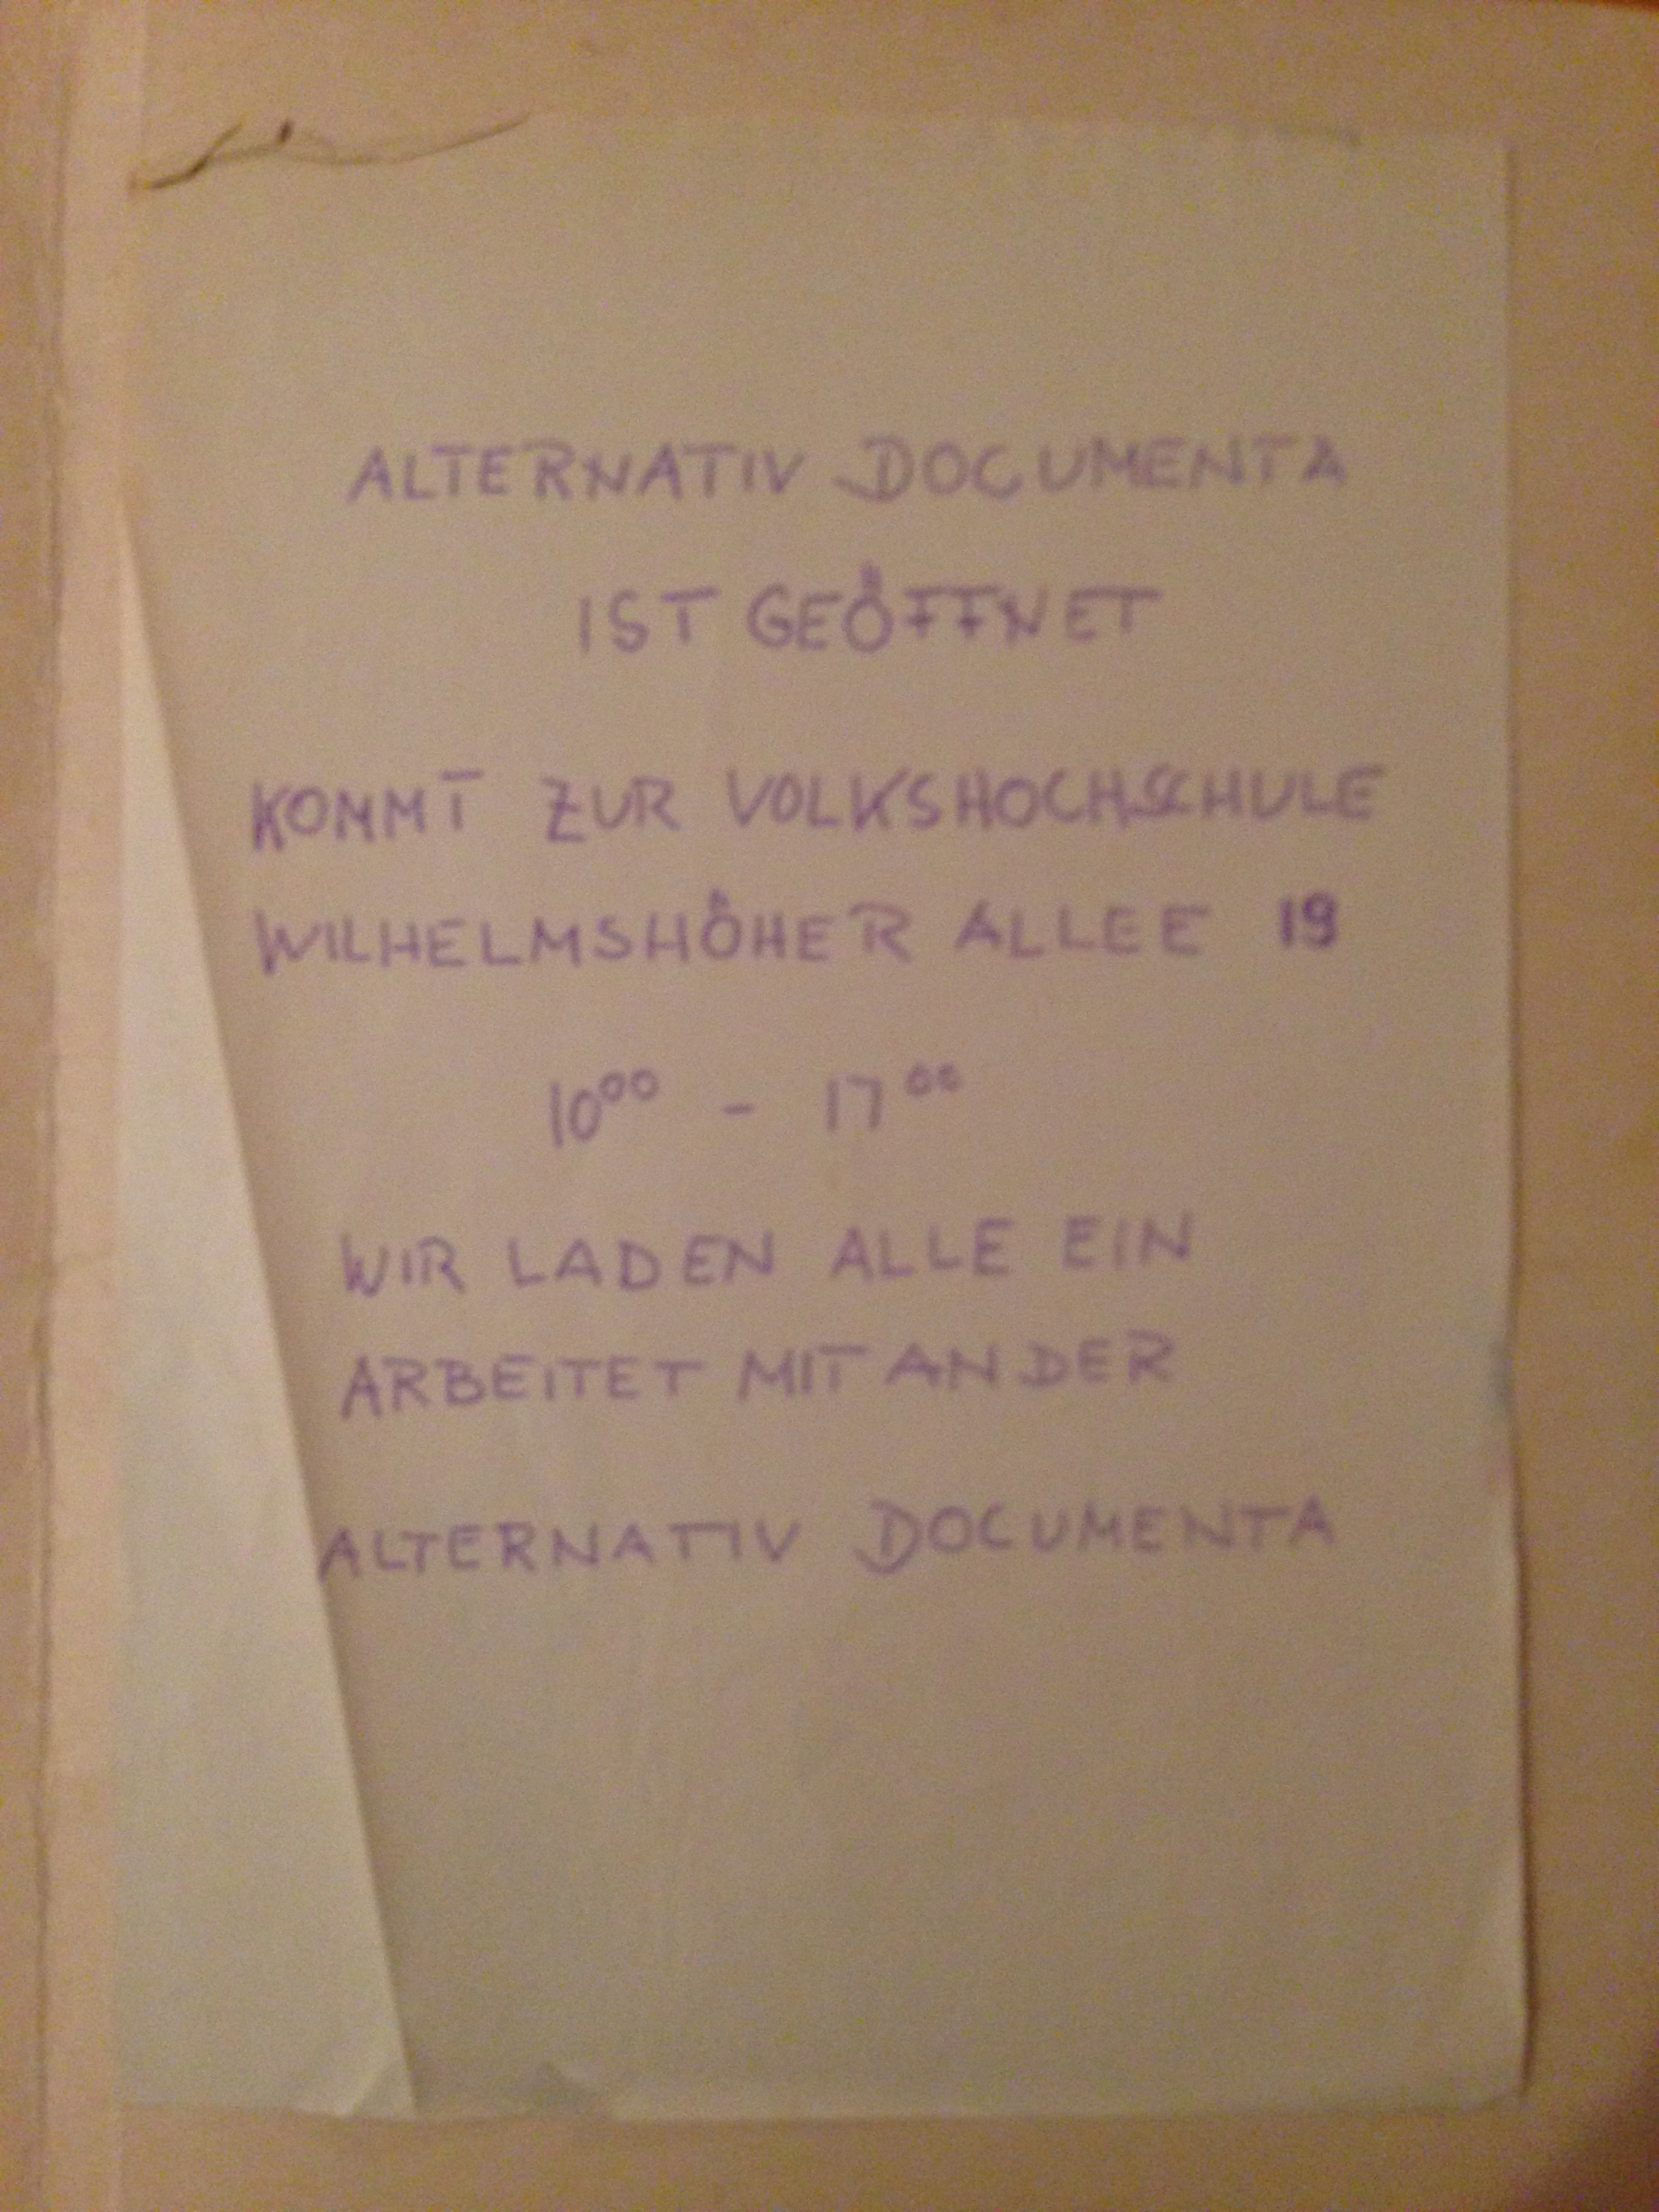 ALTERNATIV DOCUMENTA
IST GEÖFFNET
KOMMT ZUR VOLKSHOCHSCHULE
WILHELMSHÖHER ALLEE 19
10⁰⁰ - 17⁰⁰
WIR LADEN ALLE EIN
ARBEITET MIT AN DER
ALTERNATIV DOCUMENTA